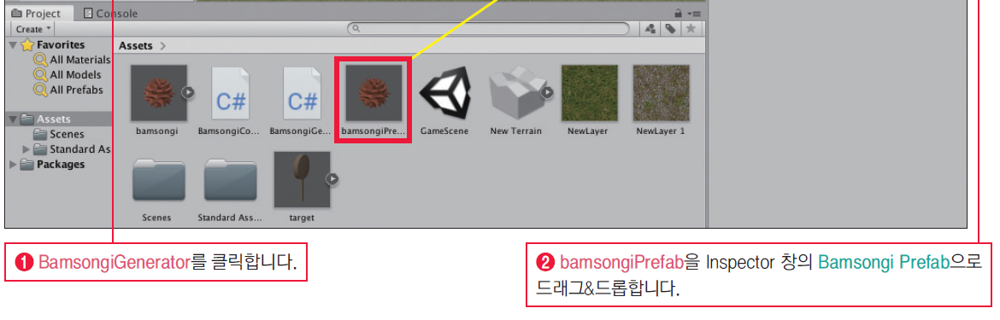 Project Console
Create
Favorites
All Materials
All Models
All Prefabs
Assets
Scenes
Standard As
Packages
Assets >
bamsongi BamsongiCo... BamsongiGe... bamsongiPre... GameScene New Terrain NewLayer NewLayer 1
C# C#
Scenes Standard Ass... target
❶ BamsongiGenerator를 클릭합니다.
❷ bamsongiPrefab을 Inspector 창의 Bamsongi Prefab으로
드래그&드롭합니다.